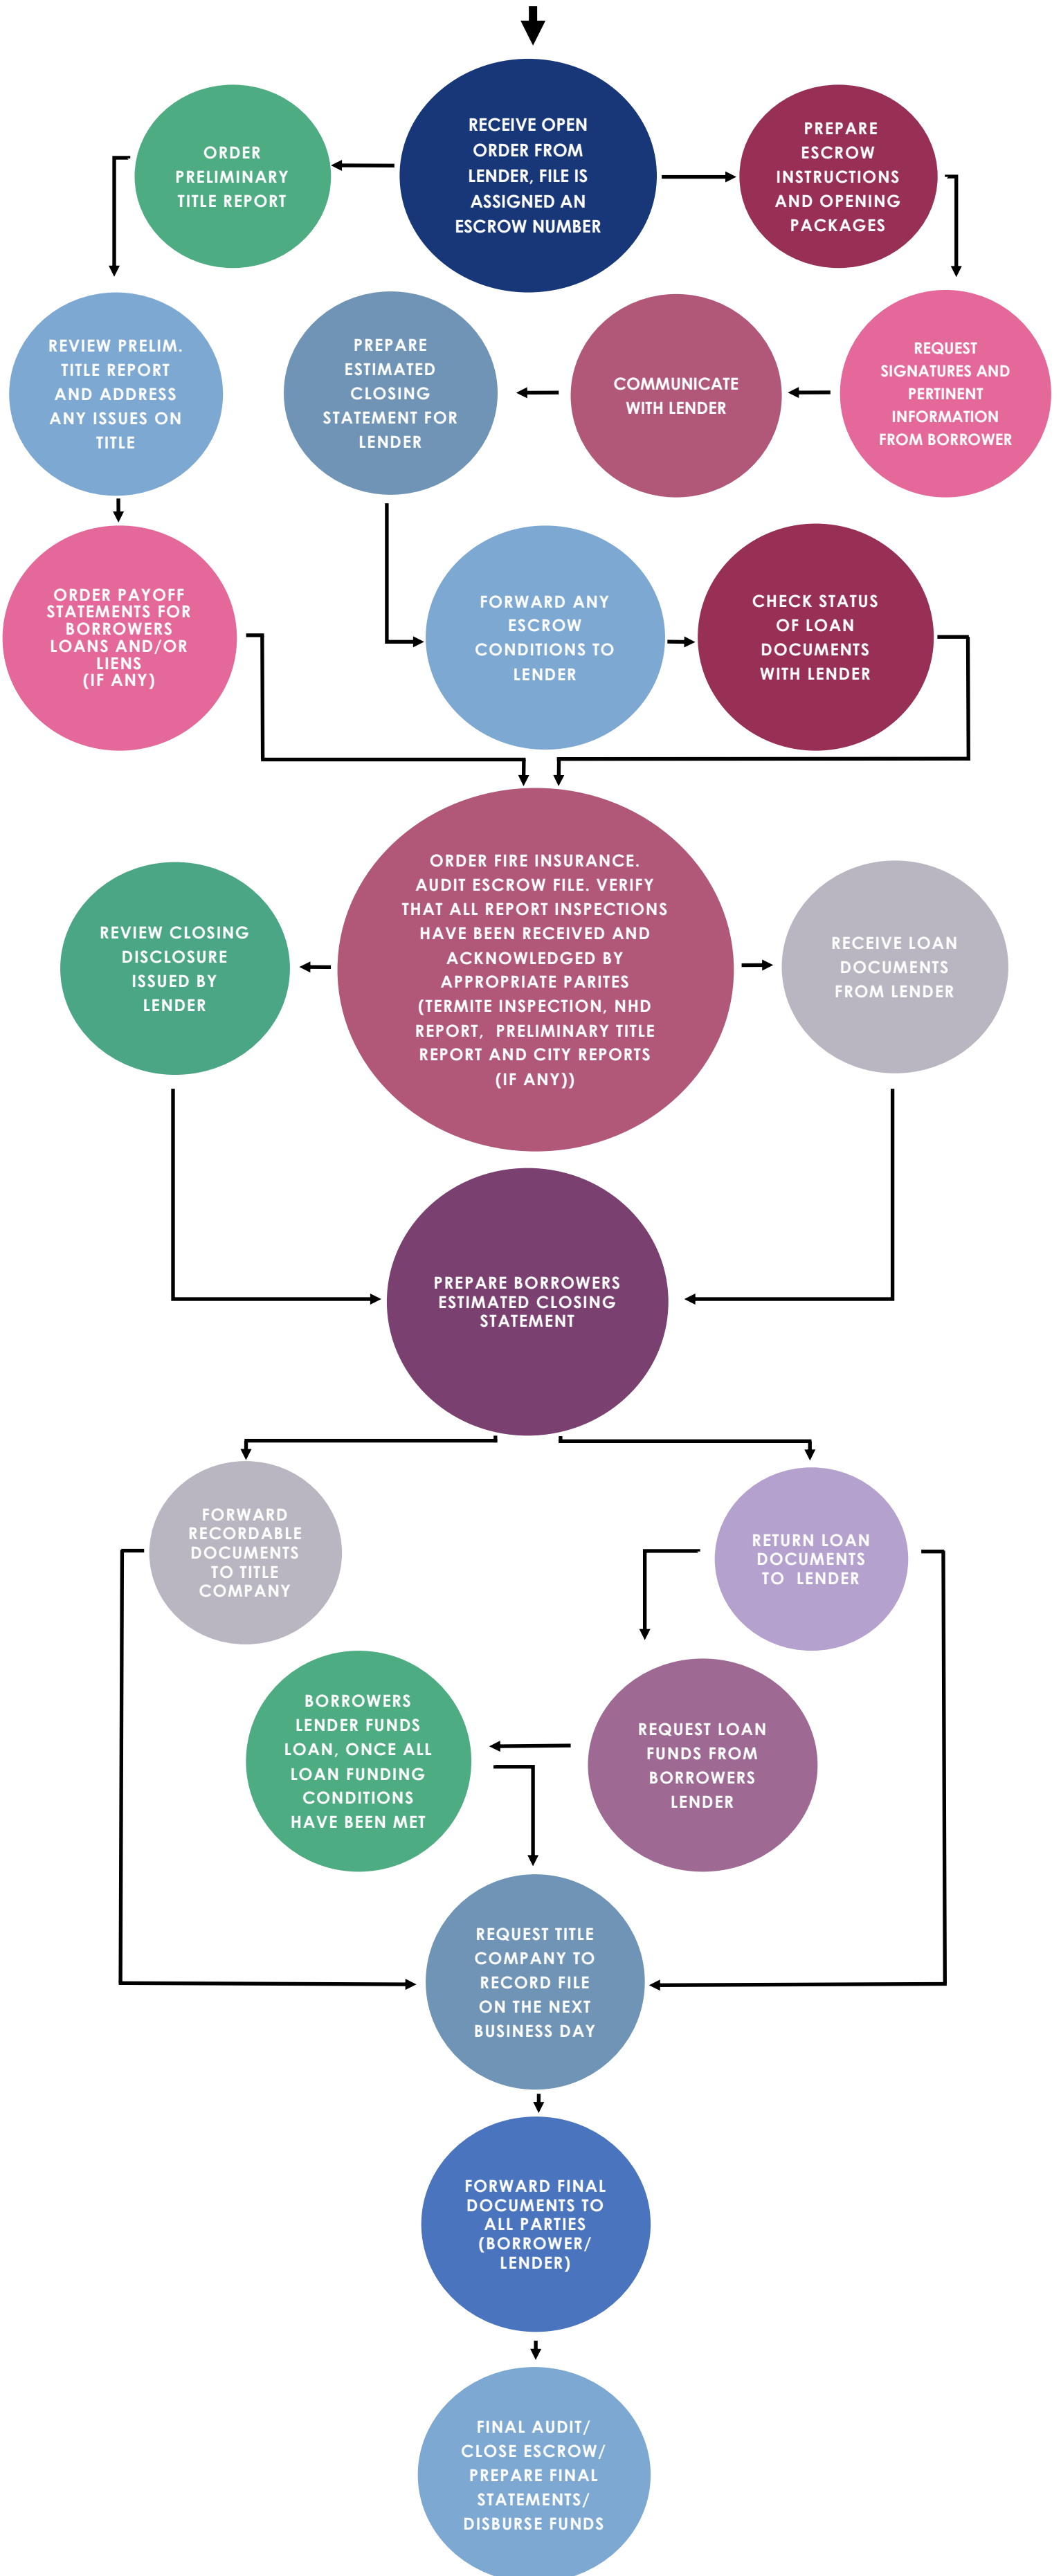 RECEIVE OPEN
ORDER FROM
LENDER, FILE IS
ASSIGNED AN
ESCROW NUMBER
ORDER
PRELIMINARY
TITLE REPORT
PREPARE
ESCROW
INSTRUCTIONS
AND OPENING
PACKAGES
REVIEW PRELIM.
TITLE REPORT
AND ADDRESS
ANY ISSUES ON
TITLE
PREPARE
ESTIMATED
CLOSING
STATEMENT FOR
LENDER
COMMUNICATE
WITH LENDER
REQUEST
SIGNATURES AND
PERTINENT
INFORMATION
FROM BORROWER
ORDER PAYOFF
STATEMENTS FOR
BORROWERS
LOANS AND/OR
LIENS
(IF ANY)
FORWARD ANY
ESCROW
CONDITIONS TO
LENDER
CHECK STATUS
OF LOAN
DOCUMENTS
WITH LENDER
ORDER FIRE INSURANCE.
AUDIT ESCROW FILE. VERIFY
THAT ALL REPORT INSPECTIONS
HAVE BEEN RECEIVED AND
ACKNOWLEDGED BY
APPROPRIATE PARITES
(TERMITE INSPECTION, NHD
REPORT, PRELIMINARY TITLE
REPORT AND CITY REPORTS
(IF ANY))
REVIEW CLOSING
DISCLOSURE
ISSUED BY
LENDER
RECEIVE LOAN
DOCUMENTS
FROM LENDER
PREPARE BORROWERS
ESTIMATED CLOSING
STATEMENT
FORWARD
RECORDABLE
DOCUMENTS
TO TITLE
COMPANY
RETURN LOAN
DOCUMENTS
TO LENDER
BORROWERS
LENDER FUNDS
LOAN, ONCE ALL
LOAN FUNDING
CONDITIONS
HAVE BEEN MET
REQUEST LOAN
FUNDS FROM
BORROWERS
LENDER
REQUEST TITLE
COMPANY TO
RECORD FILE
ON THE NEXT
BUSINESS DAY
FORWARD FINAL
DOCUMENTS TO
ALL PARTIES
(BORROWER/
LENDER)
FINAL AUDIT/
CLOSE ESCROW/
PREPARE FINAL
STATEMENTS/
DISBURSE FUNDS